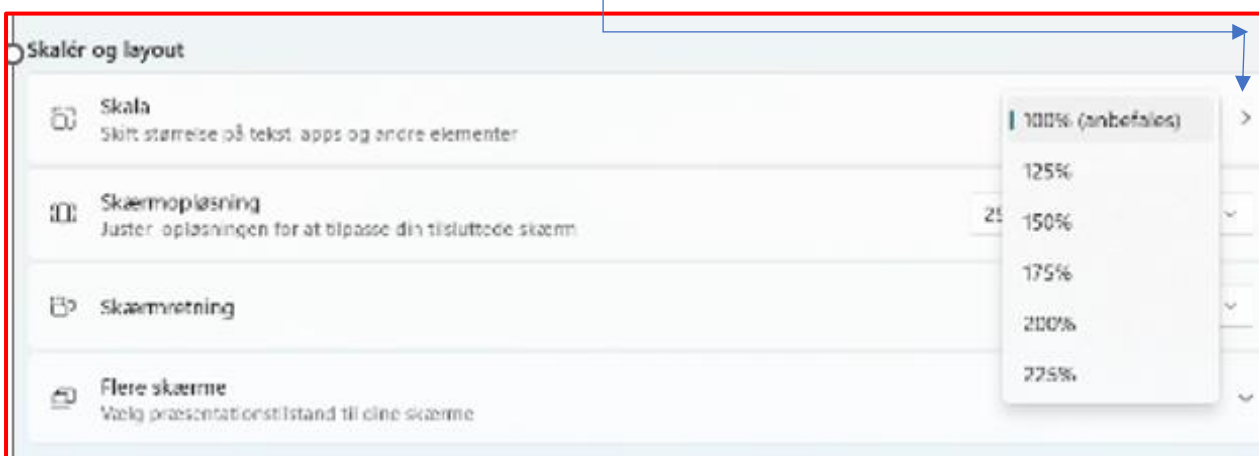 Skalér og layout
Skala
Skift størrelse på tekst apps og andre elementer
100% (anbefales)
125%
Skærmopløsning
Juster opløsningen for at tilpasse din tilsluttede skærm
25
150%
175%
Skærmretning
200%
225%
Flere skærme
Vælg præsentationstilstand til dine skærme